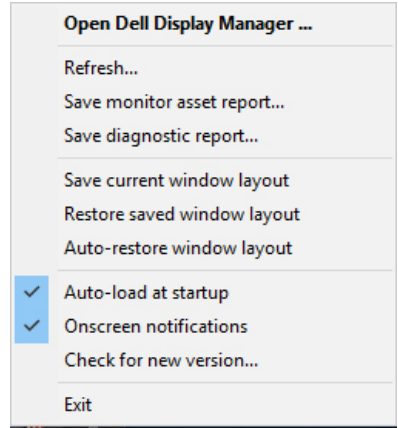 Open Dell Display Manager ...
Refresh...
Save monitor asset report...
Save diagnostic report...
Save current window layout
Restore saved window layout
Auto-restore window layout
Auto-load at startup
Onscreen notifications
Check for new version...
Exit